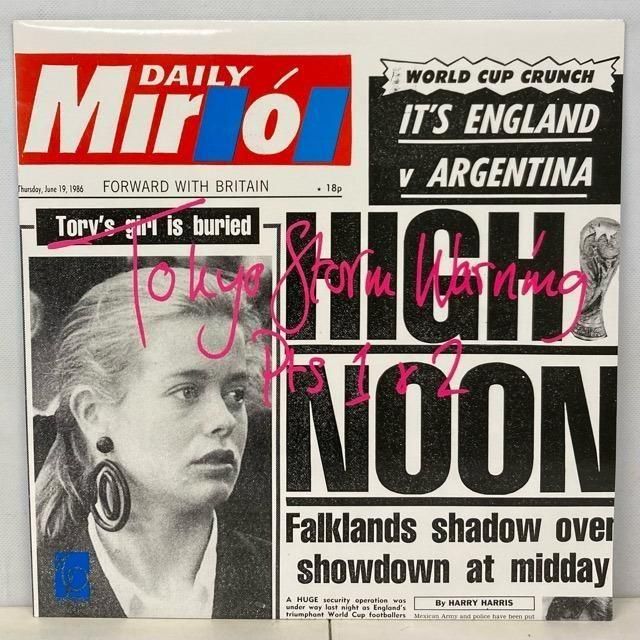 DAILY
Mirló
WORLD CUP CRUNCH
IT'S ENGLAND
v ARGENTINA
Thursday, June 19, 1986
FORWARD WITH BRITAIN
• 18p
Tory's girl is buried
HIGH
NOON
Tokyo Storm Warning
Pts 1 & 2
Falklands shadow over
showdown at midday
A HUGE security operation was
under way last night as England's
triumphant World Cup footballers
By HARRY HARRIS
Mexican Army and police have been put